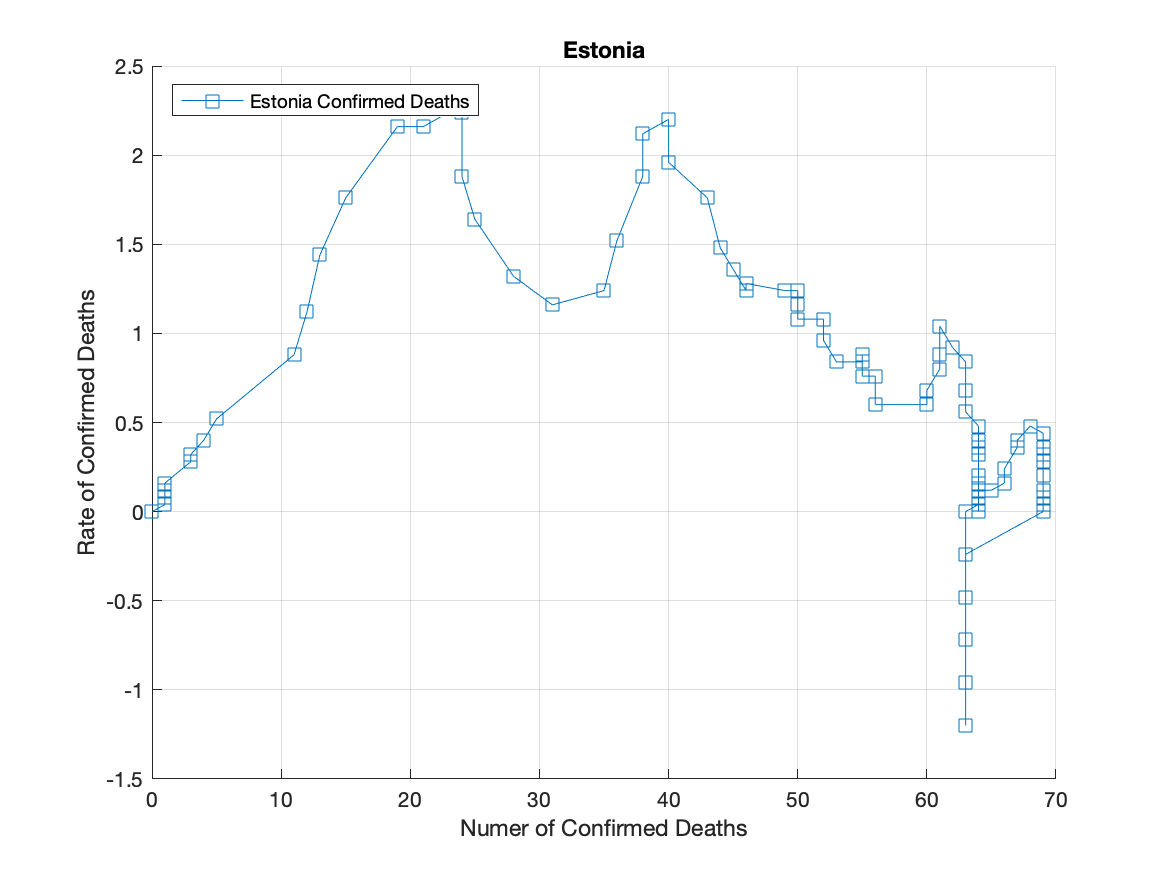 Estonia
Estonia Confirmed Deaths
2.5
2
1.5
1
0.5
0
-0.5
-1
-1.5
Rate of Confirmed Deaths
0 10 20 30 40 50 60 70
Numer of Confirmed Deaths